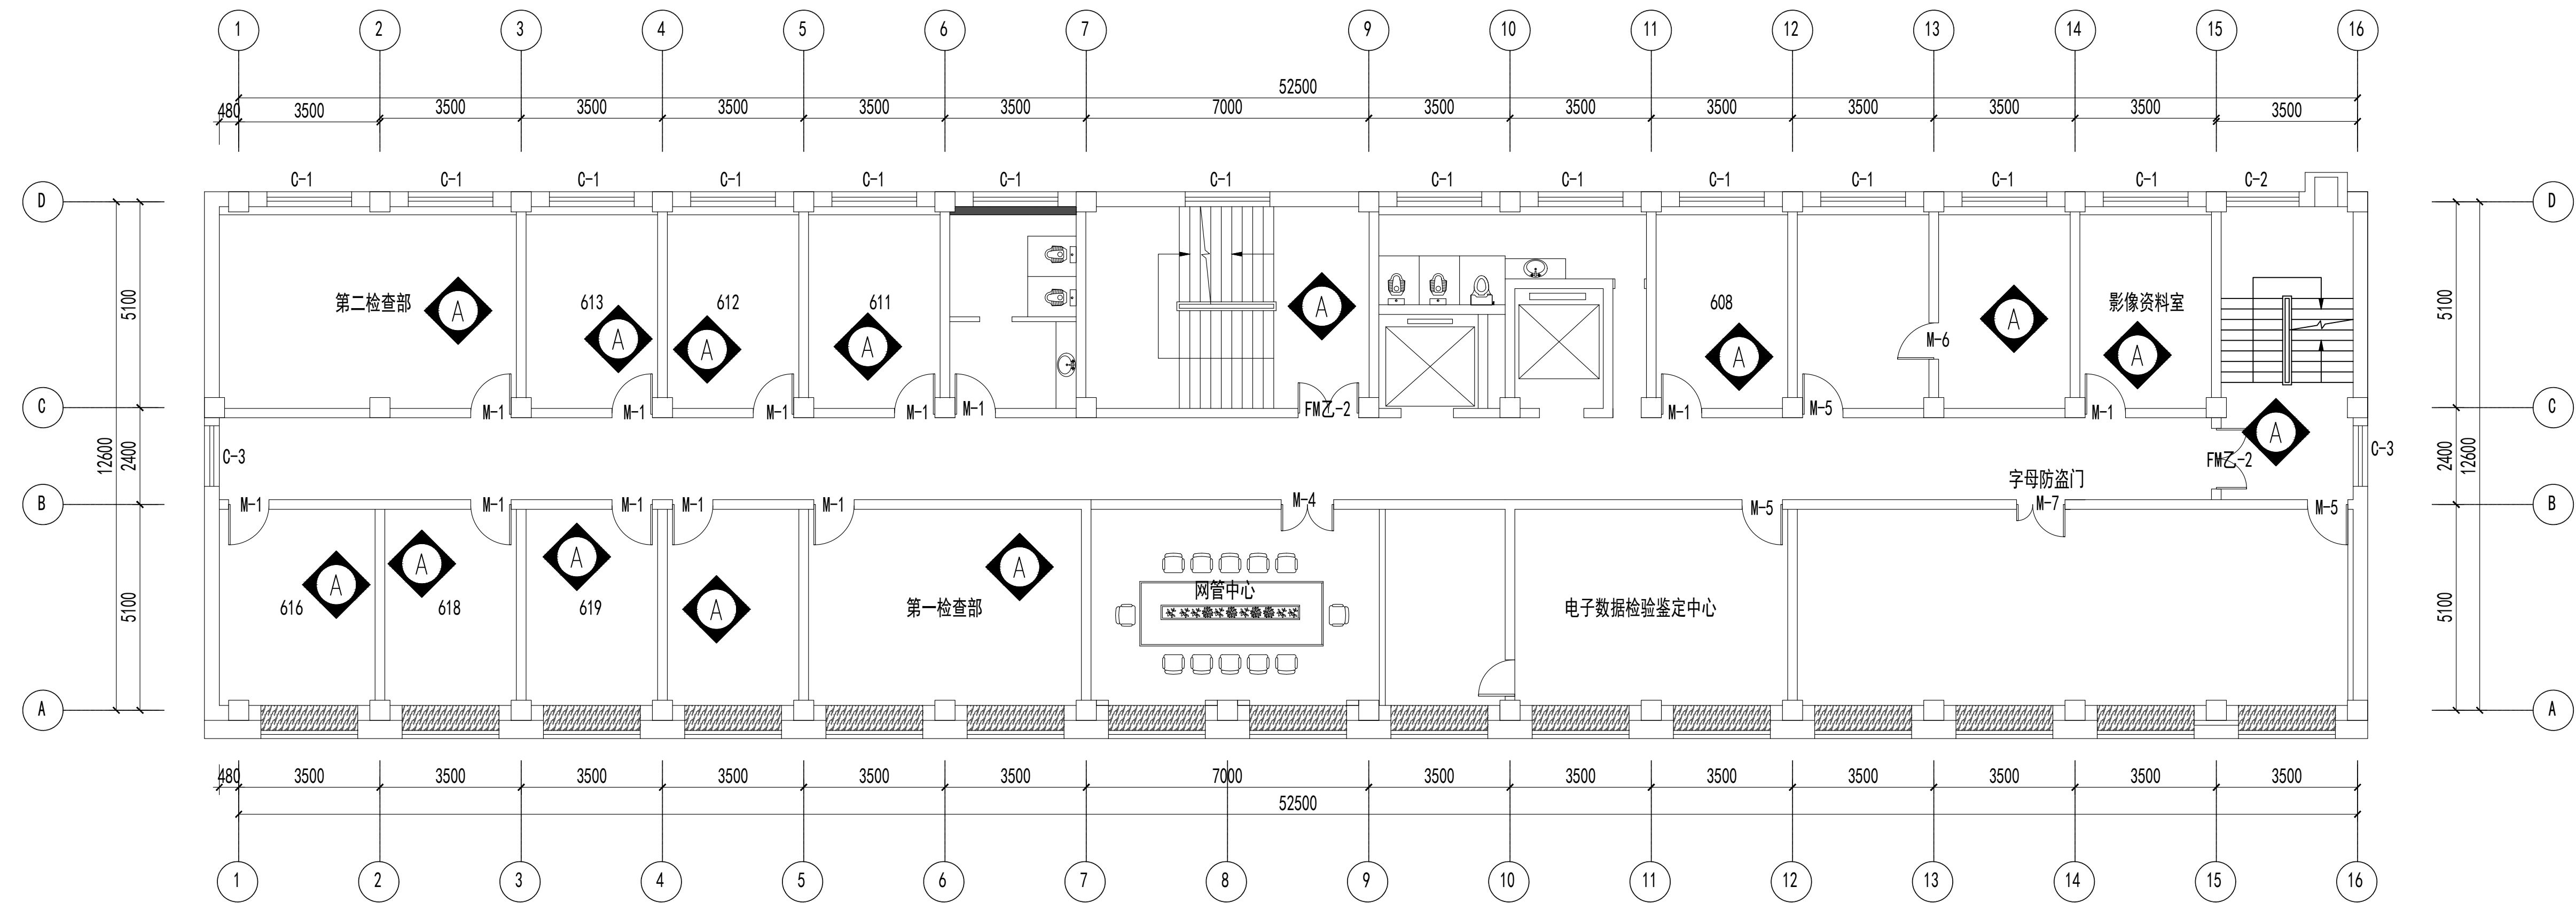 1 2 3 4 5 6 7 9 10 11 12 13 14 15 16
52500
480 3500 3500 3500 3500 3500 3500 7000 3500 3500 3500 3500 3500 3500 3500
C-1 C-1 C-1 C-1 C-1 C-1 C-1 C-1 C-1 C-1 C-1 C-1 C-1 C-2
D D
5100 5100
第二检查部 A 613 A 612 A 611 A A 608 A A 影像资料室 A
M-6
C C
M-1 M-1 M-1 M-1 M-1 FM乙-2 M-1 M-5 M-1
A
12600 2400 2400 12600
C-3 FM乙-2 C-3
字母防盗门
B B
M-1 M-1 M-1 M-1 M-1 M-4 M-5 M-7 M-5
A A A A A
网管中心
616 618 619 第一检查部 电子数据检验鉴定中心
5100 5100
A A
480 3500 3500 3500 3500 3500 3500 7000 3500 3500 3500 3500 3500 3500 3500
52500
1 2 3 4 5 6 7 8 9 10 11 12 13 14 15 16